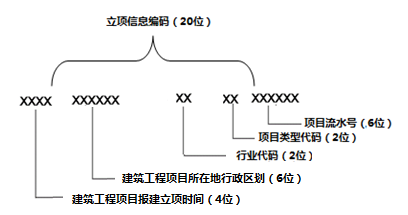 立项信息编码（20位）
XXXX XXXXXX XX XX XXXXXX
项目流水号（6位）
项目类型代码（2位）
行业代码（2位）
建筑工程项目所在地行政区划（6位）
建筑工程项目报建立项时间（4位）